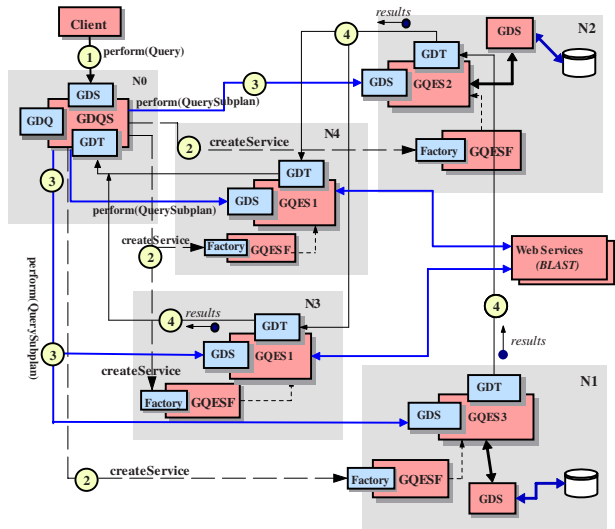 Client
1
perform(Query)
results
4
GDT
GDS
GQES2
GDS
N2
N0
GDS
GDQ
GDQS
GDT
perform(QuerySubplan)
3
2
createService
Factory
GQESF
N4
GDT
GDS
GQES1
3
perform(QuerySubplan)
createService
2
Factory
GQESF
Web Services
(BLAST)
N3
4
results
GDT
GDS
GQES1
3
perform(QuerySubplan)
createService
Factory
GQESF
4
results
N1
GDT
GDS
GQES3
2
createService
Factory
GQESF
GDS